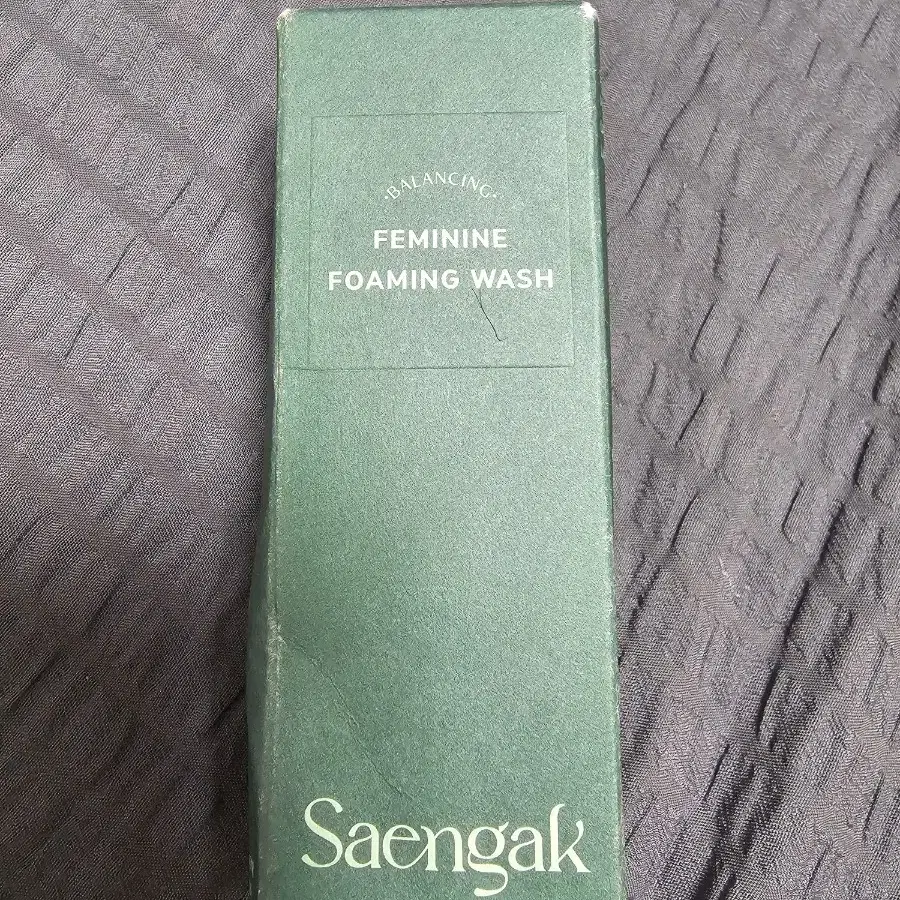 ·BALANCING·
FEMININE
FOAMING WASH
Saengak